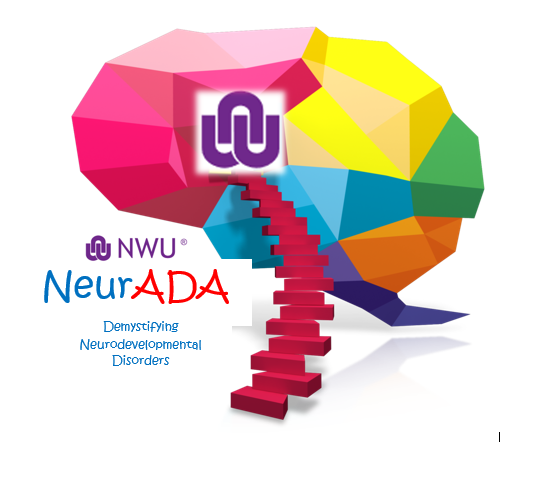 NWU®
NeurADA
Demystifying
Neurodevelopmental
Disorders